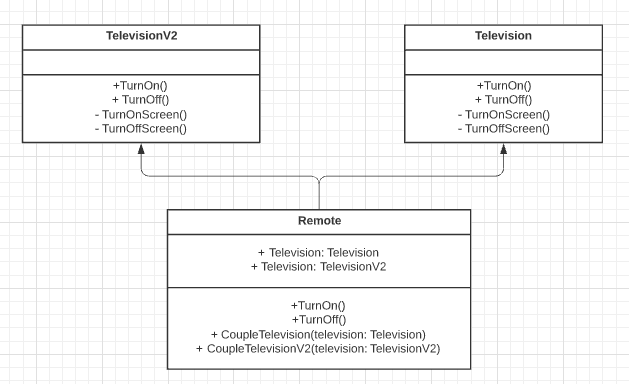 TelevisionV2
+TurnOn()
+ TurnOff()
- TurnOnScreen()
- TurnOffScreen()
Television
+TurnOn()
+ TurnOff()
- TurnOnScreen()
- TurnOffScreen()
Remote
+ Television: Television
+ Television: TelevisionV2
+TurnOn()
+TurnOff()
+ CoupleTelevision(television: Television)
+ CoupleTelevisionV2(television: TelevisionV2)